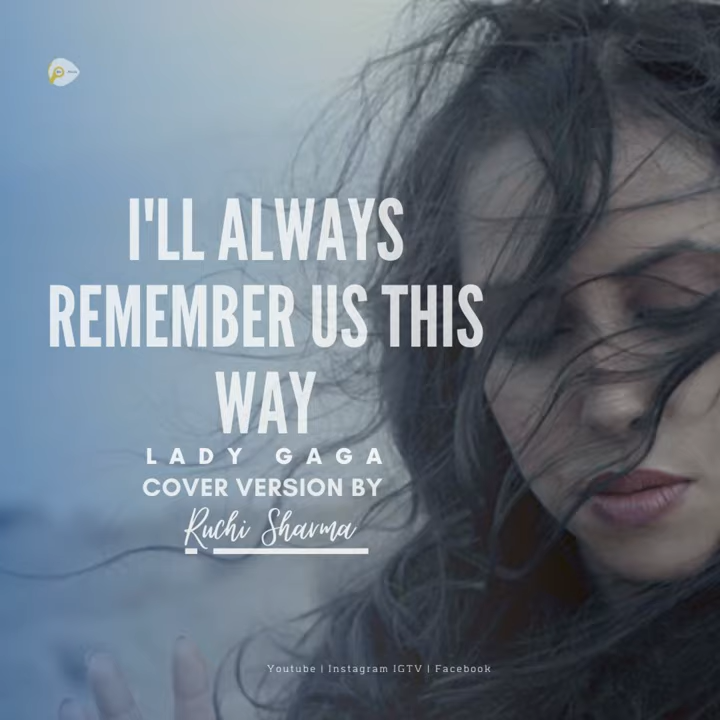 I'LL ALWAYS
REMEMBER US THIS
WAY
LADY GAGA
COVER VERSION BY
Ruchi Sharma
Youtube | Instagram IGTV | Facebook